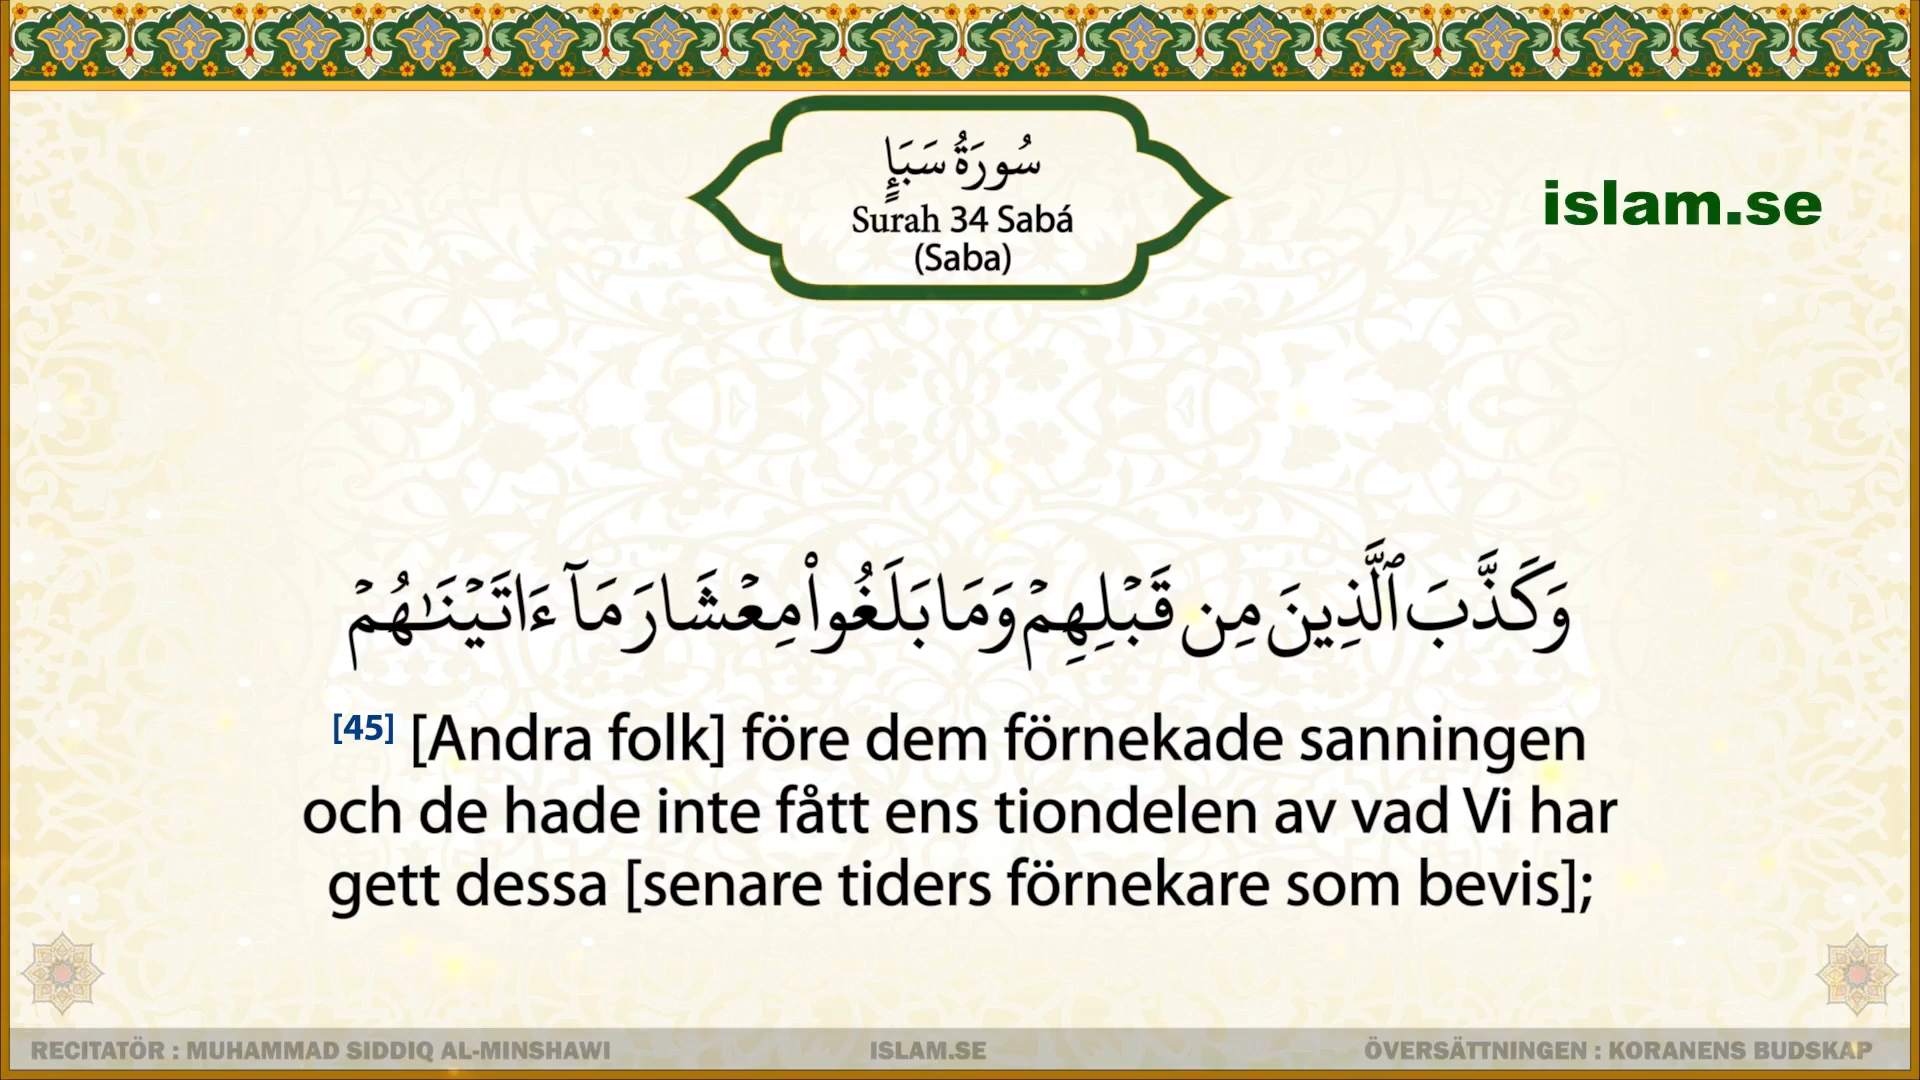 سُورَةُ سَبَإٍ
Surah 34 Sabá
(Saba)
islam.se
وَكَذَّبَ ٱلَّذِينَ مِن قَبۡلِهِمۡ وَمَا بَلَغُواْ مِعۡشَارَ مَآ ءَاتَيۡنَٰهُمۡ
[45] [Andra folk] före dem förnekade sanningen
och de hade inte fått ens tiondelen av vad Vi har
gett dessa [senare tiders förnekare som bevis];
RECITATÖR : MUHAMMAD SIDDIQ AL-MINSHAWI
ISLAM.SE
ÖVERSÄTTNINGEN : KORANENS BUDSKAP